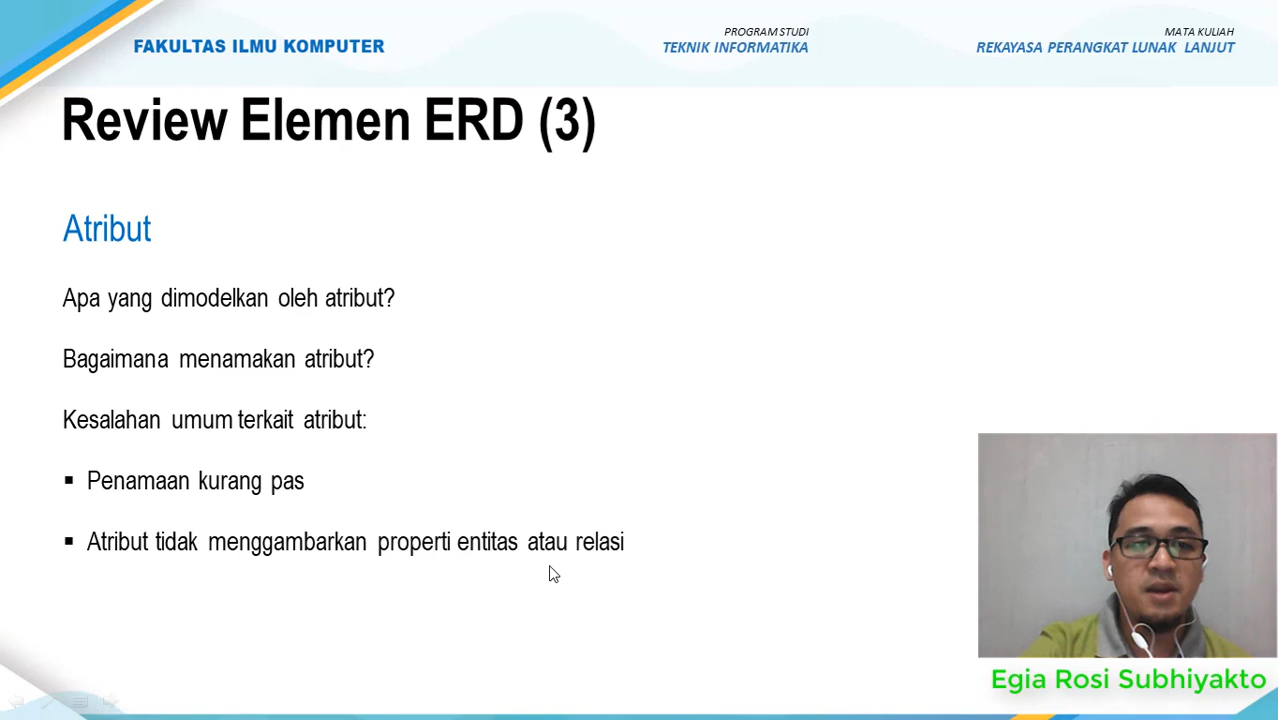 FAKULTAS ILMU KOMPUTER
PROGRAM STUDI
TEKNIK INFORMATIKA
MATA KULIAH
REKAYASA PERANGKAT LUNAK LANJUT
Review Elemen ERD (3)
Atribut
Apa yang dimodelkan oleh atribut?
Bagaimana menamakan atribut?
Kesalahan umum terkait atribut:
▪ Penamaan kurang pas
▪ Atribut tidak menggambarkan properti entitas atau relasi
Egia Rosi Subhiyakto